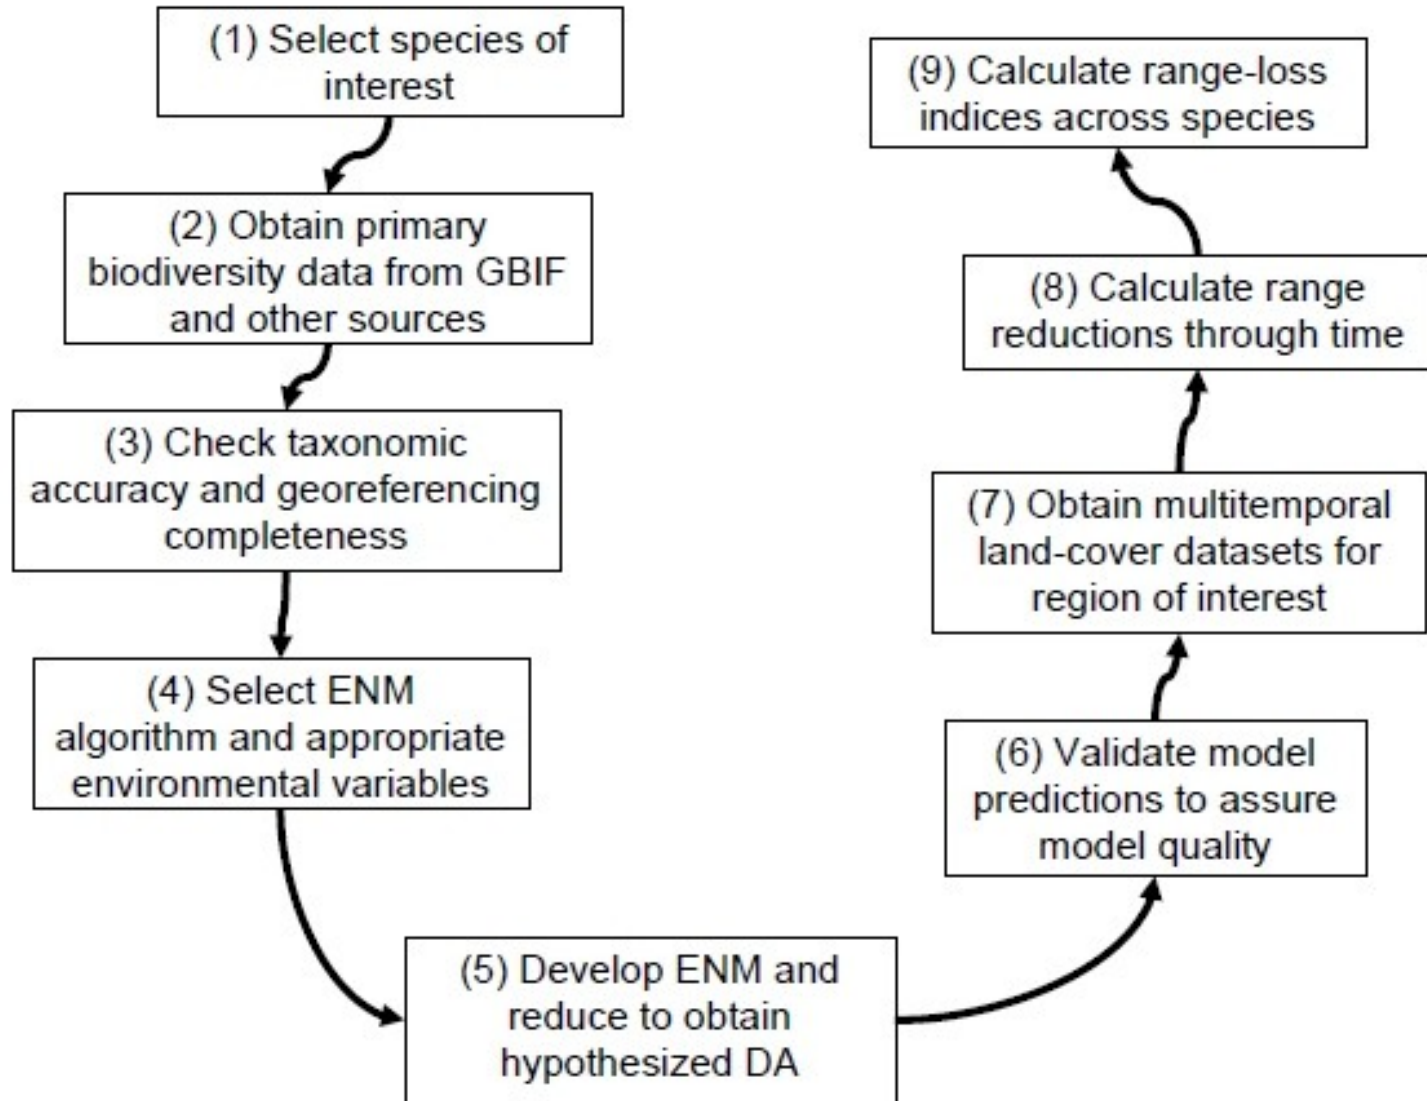 (1) Select species of
interest
(2) Obtain primary
biodiversity data from GBIF
and other sources
(3) Check taxonomic
accuracy and georeferencing
completeness
(4) Select ENM
algorithm and appropriate
environmental variables
(5) Develop ENM and
reduce to obtain
hypothesized DA
(6) Validate model
predictions to assure
model quality
(7) Obtain multitemporal
land-cover datasets for
region of interest
(8) Calculate range
reductions through time
(9) Calculate range-loss
indices across species